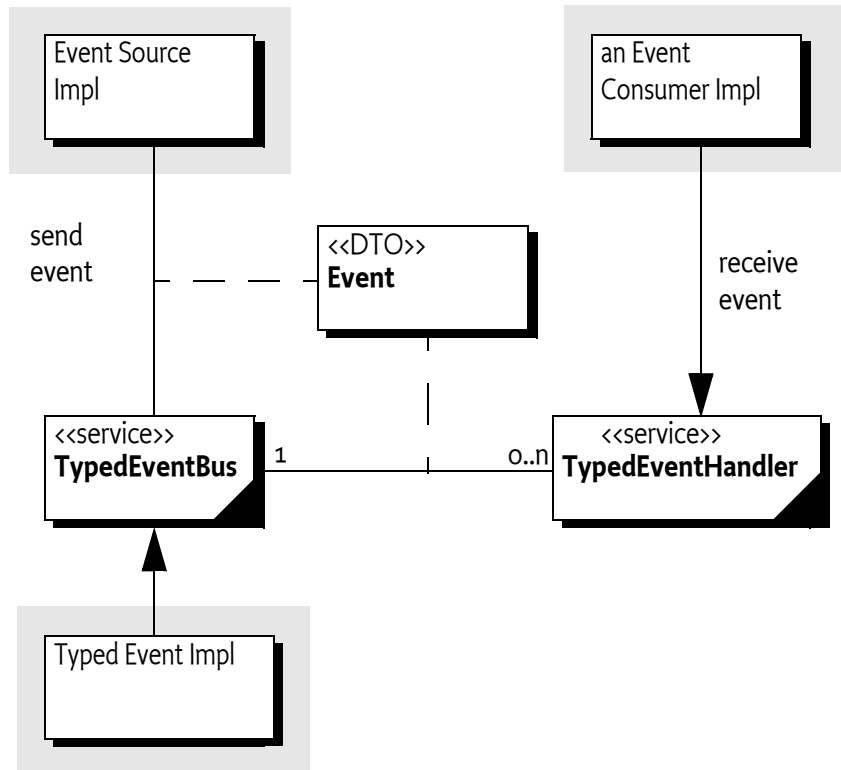 Event Source
Impl
an Event
Consumer Impl
send
event
<<DTO>>
Event
receive
event
<<service>>
TypedEventBus
1
0..n
<<service>>
TypedEventHandler
Typed Event Impl